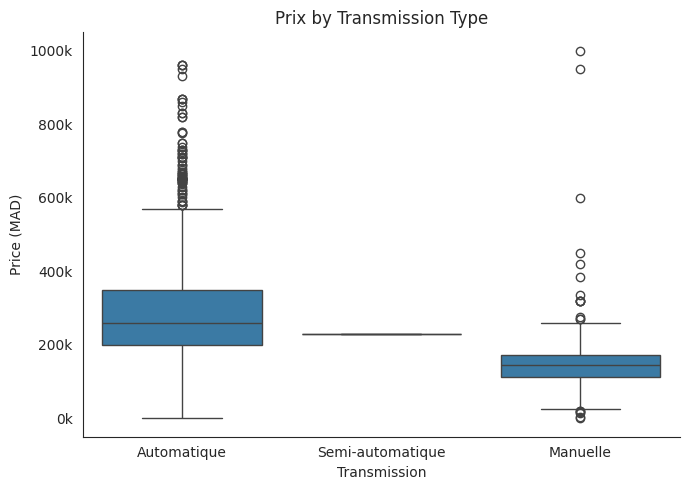 Prix by Transmission Type
1000k
800k
600k
400k
200k
0k
Price (MAD)
Automatique
Semi-automatique
Manuelle
Transmission